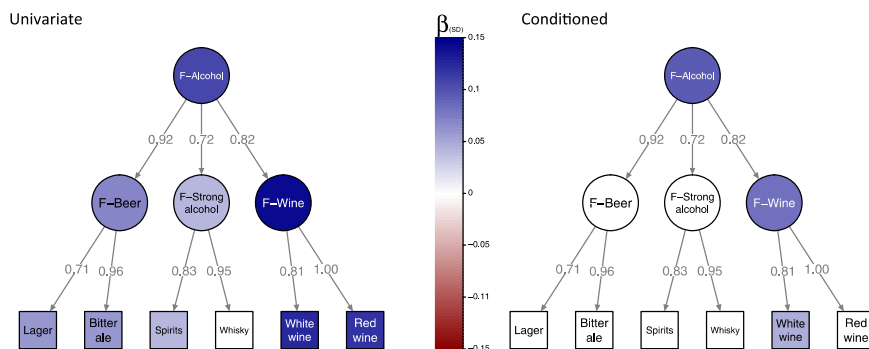 Univariate
F–Alcohol
0.92
0.72
0.82
F–Beer
F–Strong
alcohol
F–Wine
0.71
0.96
0.83
0.95
0.81
1.00
Lager
Bitter
ale
Spirits
Whisky
White
wine
Red
wine
β(SD)
0.15
0.1
0.05
0
−0.05
−0.11
−0.15
Conditioned
F–Alcohol
0.92
0.72
0.82
F–Beer
F–Strong
alcohol
F–Wine
0.71
0.96
0.83
0.95
0.81
1.00
Lager
Bitter
ale
Spirits
Whisky
White
wine
Red
wine